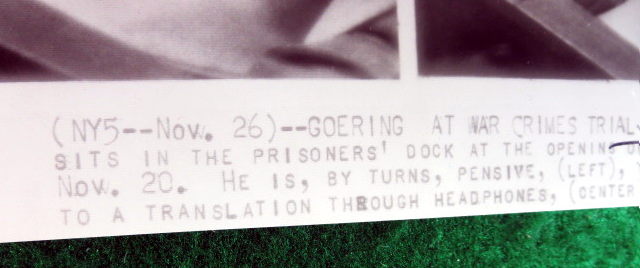 (NY5--Nov. 26)--GOERING AT WAR CRIMES TRIAL
SITS IN THE PRISONERS' DOCK AT THE OPENING
Nov. 20. HE IS, BY TURNS, PENSIVE, (LEFT),
TO A TRANSLATION THROUGH HEADPHONES, (CENTER